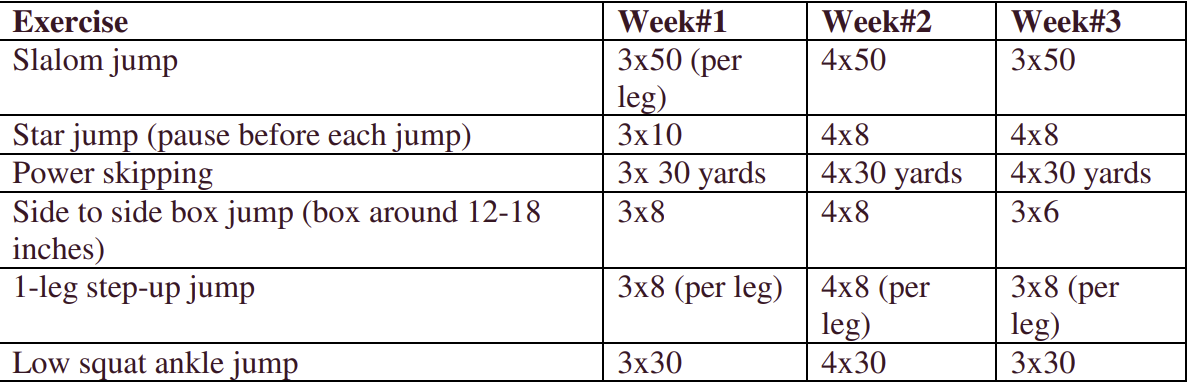 Exercise Week#1 Week#2 Week#3
Slalom jump 3x50 (per 4x50 3x50
leg)
Star jump (pause before each jump) 3x10 4x8 4x8
Power skipping 3x 30 yards 4x30 yards 4x30 yards
Side to side box jump (box around 12-18 3x8 4x8 3x6
inches)
1-leg step-up jump 3x8 (per leg) 4x8 (per 3x8 (per
leg) leg)
Low squat ankle jump 3x30 4x30 3x30